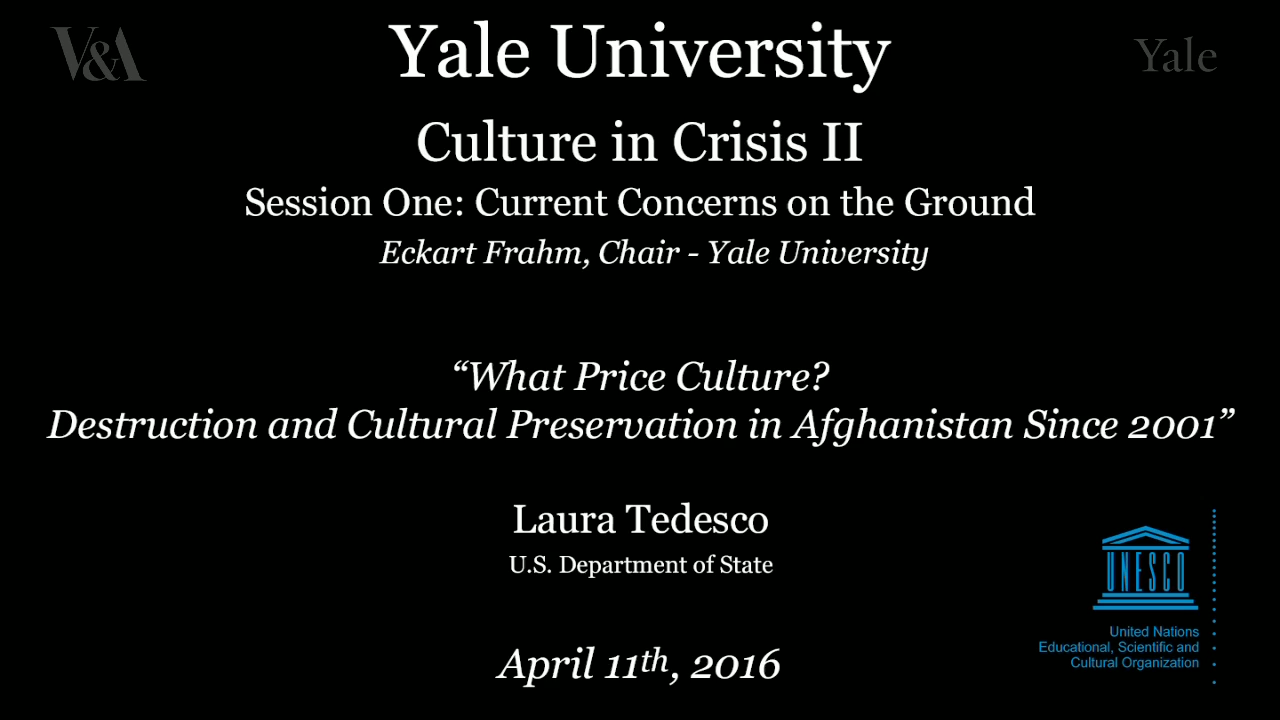 V&A
Yale
Yale University
Culture in Crisis II
Session One: Current Concerns on the Ground
Eckart Frahm, Chair - Yale University
“What Price Culture?
Destruction and Cultural Preservation in Afghanistan Since 2001”
Laura Tedesco
U.S. Department of State
UNESCO
United Nations
Educational, Scientific and
Cultural Organization
April 11th, 2016